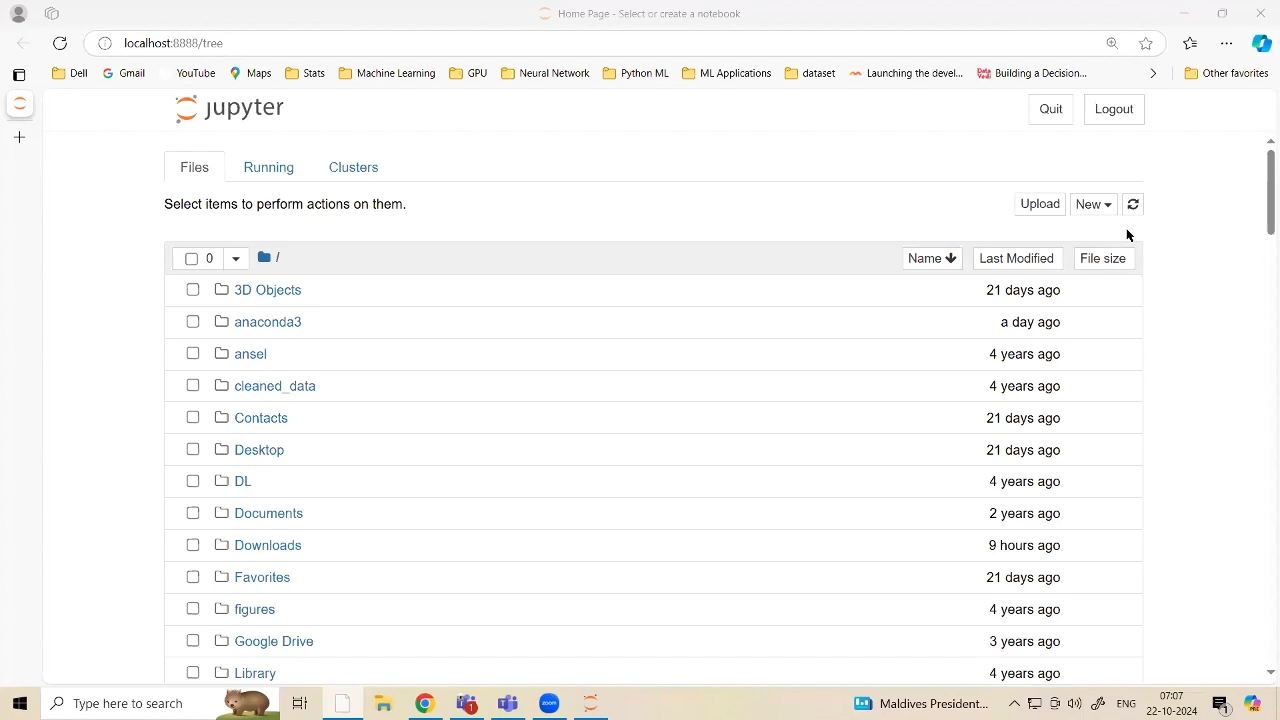 Home Page - Select or create a notebook
localhost:8888/tree
Dell Gmail YouTube Maps Stats Machine Learning GPU Neural Network Python ML ML Applications dataset Launching the devel... Building a Decision... Other favorites
jupyter
Quit Logout
Files Running Clusters
Select items to perform actions on them.
Upload New
0 / Name Last Modified File size
3D Objects 21 days ago
anaconda3 a day ago
ansel 4 years ago
cleaned_data 4 years ago
Contacts 21 days ago
Desktop 21 days ago
DL 4 years ago
Documents 2 years ago
Downloads 9 hours ago
Favorites 21 days ago
figures 4 years ago
Google Drive 3 years ago
Library 4 years ago
Type here to search 1 zoom Maldives President... ENG 07:07 1
22-10-2024